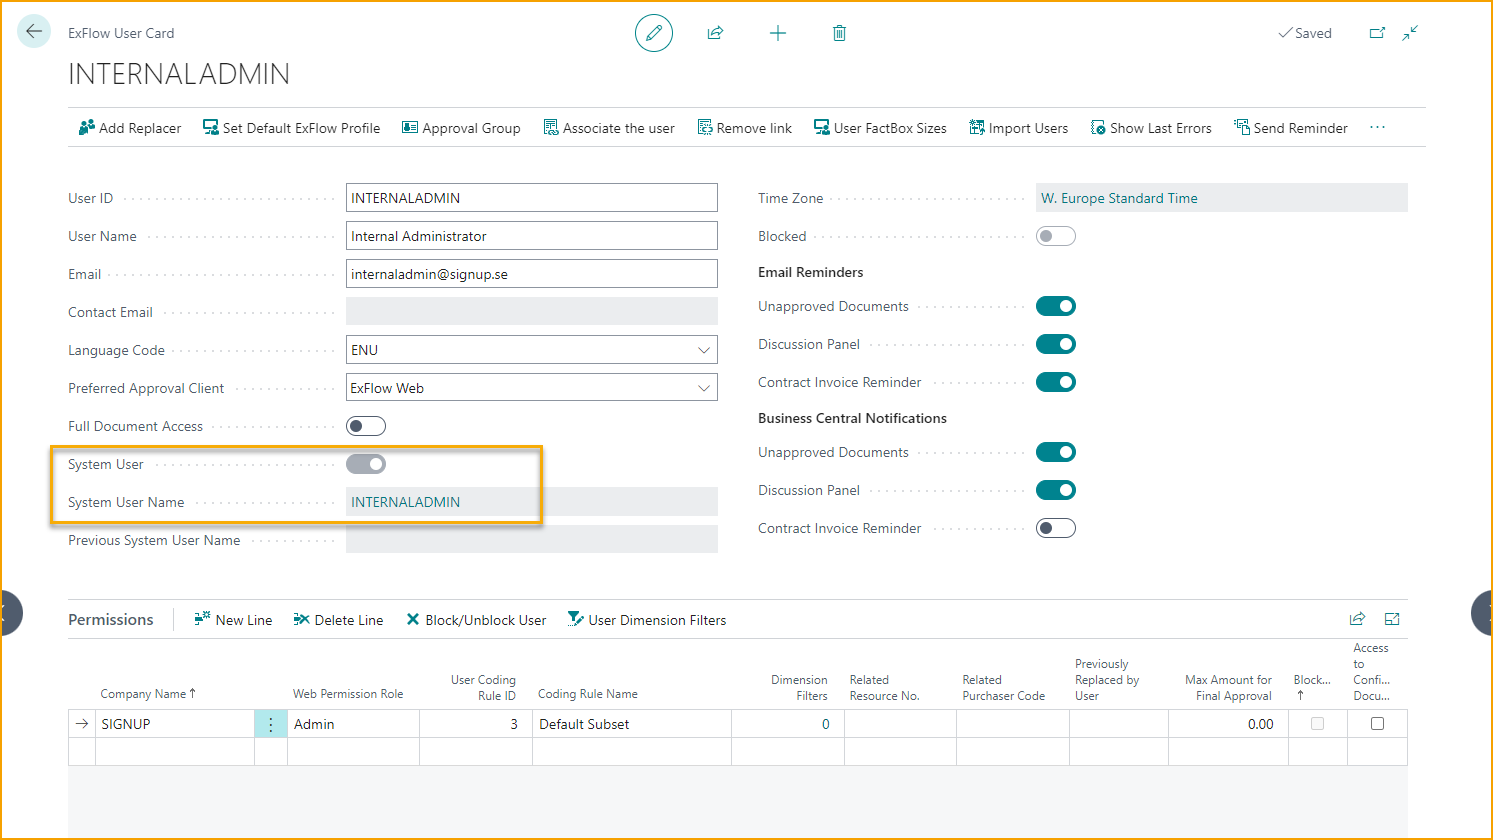 ExFlow User Card
Saved
INTERNALADMIN
Add Replacer Set Default ExFlow Profile Approval Group Associate the user Remove link User FactBox Sizes Import Users Show Last Errors Send Reminder ...
User ID INTERNALADMIN
User Name Internal Administrator
Email internaladmin@signup.se
Contact Email
Language Code ENU
Preferred Approval Client ExFlow Web
Full Document Access
System User
System User Name INTERNALADMIN
Previous System User Name
Time Zone W. Europe Standard Time
Blocked
Email Reminders
Unapproved Documents
Discussion Panel
Contract Invoice Reminder
Business Central Notifications
Unapproved Documents
Discussion Panel
Contract Invoice Reminder
Permissions New Line Delete Line Block/Unblock User User Dimension Filters
Company Name ↑
Web Permission Role
User Coding
Rule ID
Coding Rule Name
Dimension
Filters
Related
Resource No.
Related
Purchaser Code
Previously
Replaced by
User
Max Amount for
Final Approval
Block...
↑
Access
to
Confi...
Docu...
SIGNUP Admin 3 Default Subset 0 0.00